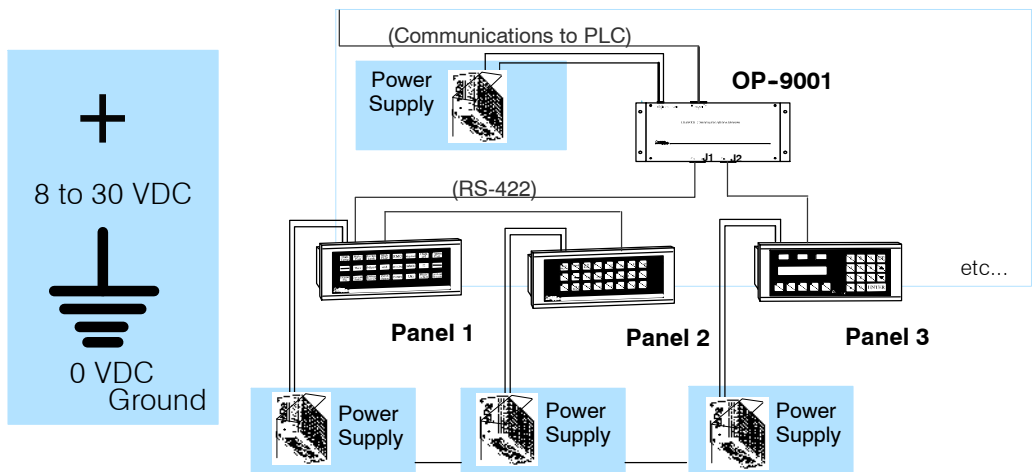 +
8 to 30 VDC
0 VDC
Ground
(Communications to PLC)
Power
Supply
OP-9001
J1 J2
(RS-422)
etc...
Panel 1
Panel 2
Panel 3
ENTER
Power
Supply
Power
Supply
Power
Supply